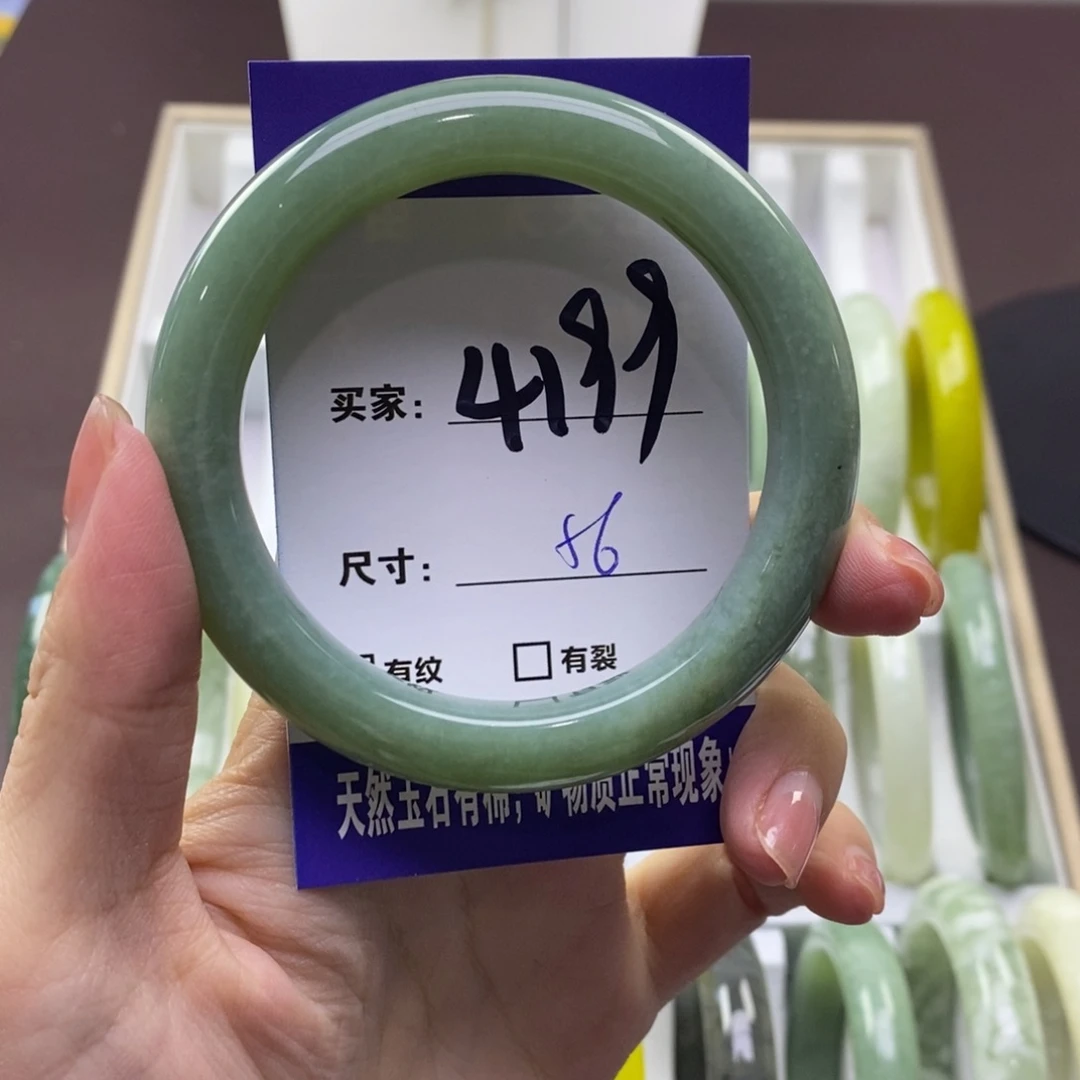 买家： 4199
尺寸： 56
有纹 □ 有裂
天然玉石有棉，矿物质正常现象